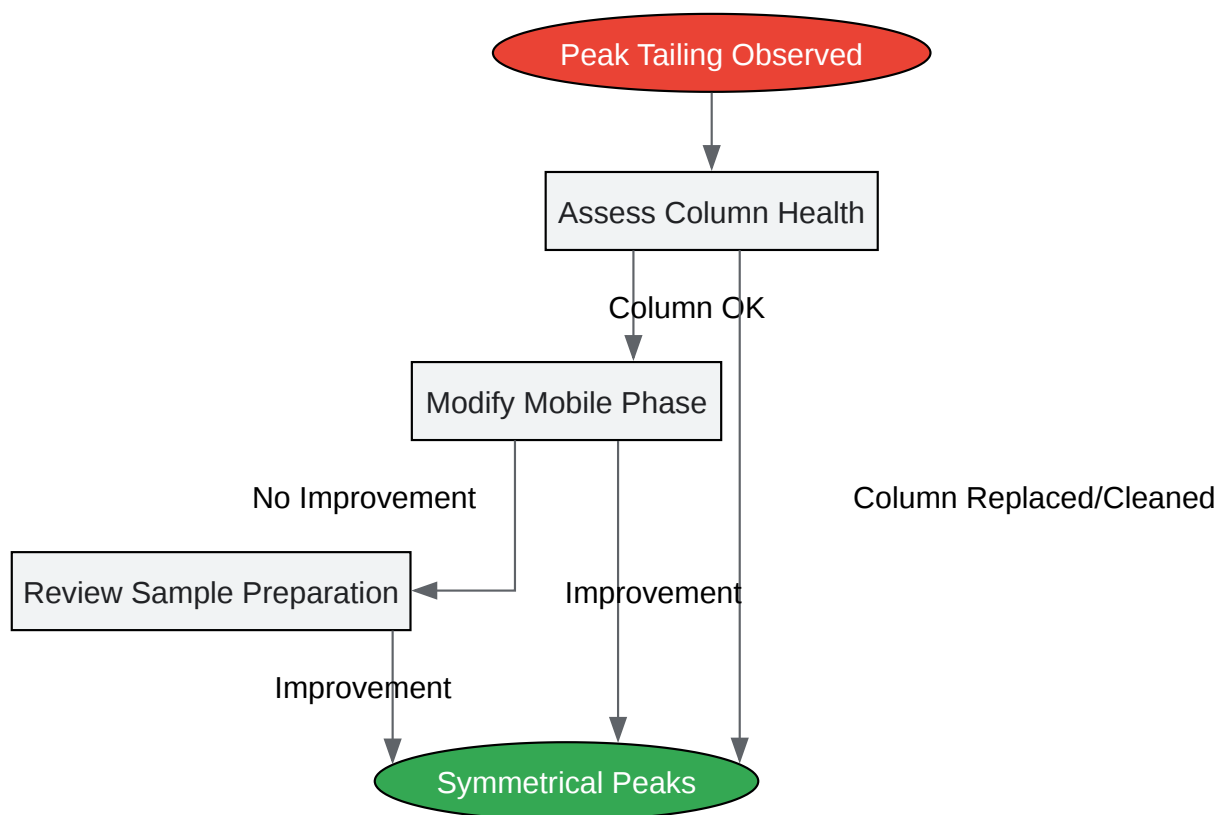 Peak Tailing Observed
Assess Column Health
Column OK
Modify Mobile Phase
No Improvement
Column Replaced/Cleaned
Review Sample Preparation
Improvement
Improvement
Symmetrical Peaks